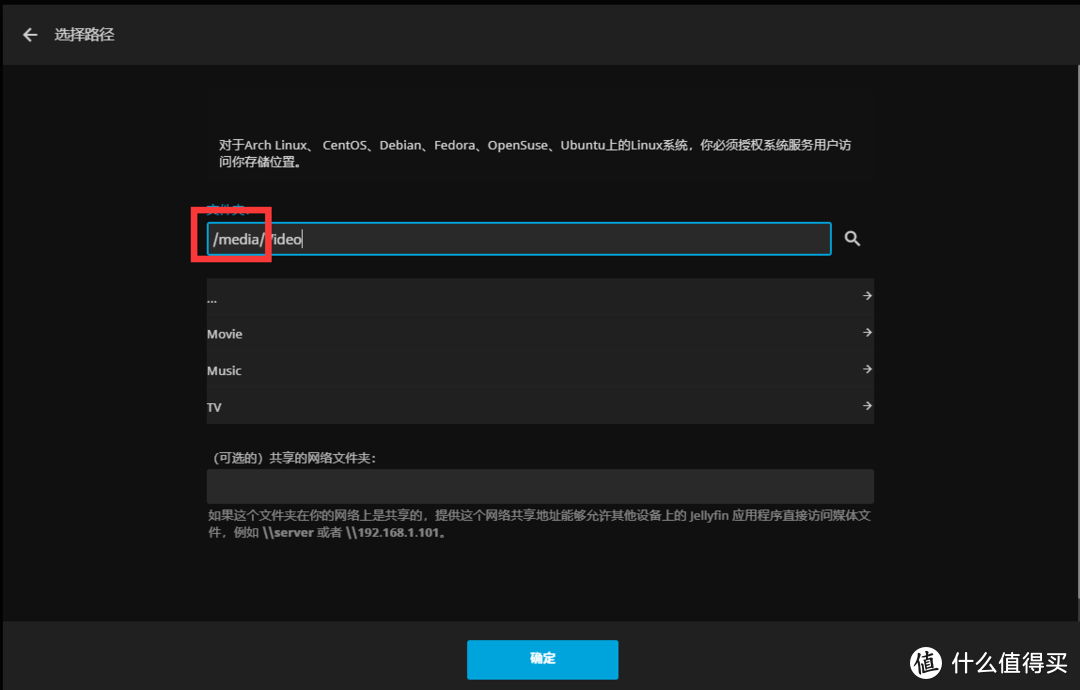 选择路径
对于Arch Linux、 CentOS、Debian、Fedora、OpenSuse、Ubuntu上的Linux系统，你必须授权系统服务用户访
问你存储位置。
文件夹:
/media/Video
...
Movie
Music
TV
（可选的）共享的网络文件夹：
如果这个文件夹在你的网络上是共享的，提供这个网络共享地址能够允许其他设备上的 Jellyfin 应用程序直接访问媒体文
件，例如 \\server 或者 \\192.168.1.101。
确定
值 什么值得买